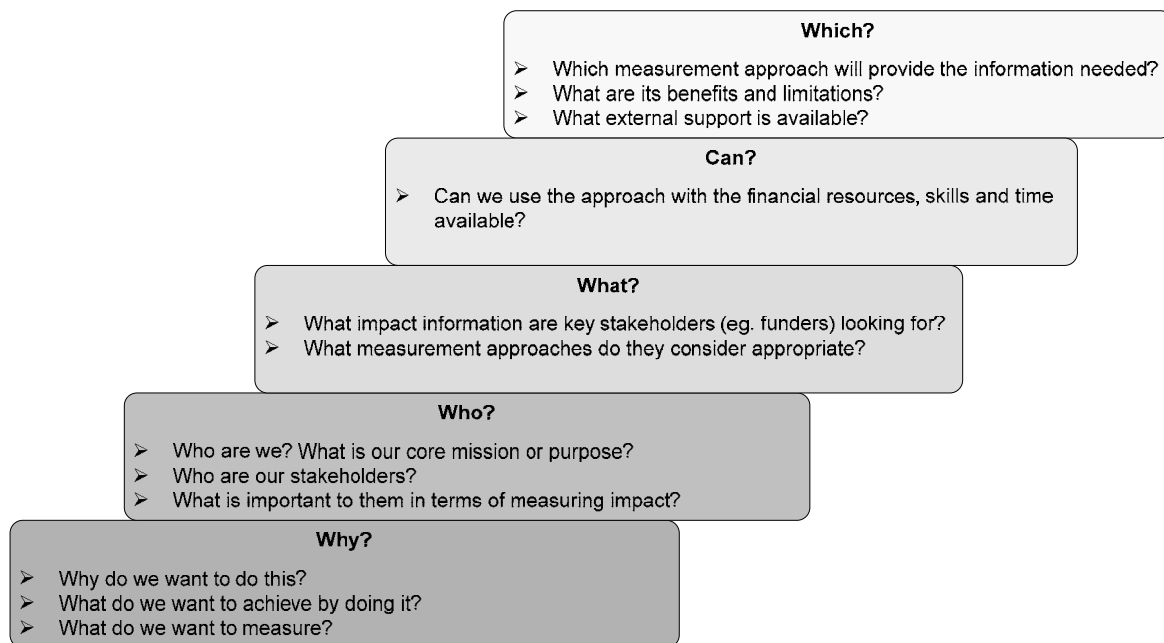 Which?
➢ Which measurement approach will provide the information needed?
➢ What are its benefits and limitations?
➢ What external support is available?
Can?
➢ Can we use the approach with the financial resources, skills and time
available?
What?
➢ What impact information are key stakeholders (eg. funders) looking for?
➢ What measurement approaches do they consider appropriate?
Who?
➢ Who are we? What is our core mission or purpose?
➢ Who are our stakeholders?
➢ What is important to them in terms of measuring impact?
Why?
➢ Why do we want to do this?
➢ What do we want to achieve by doing it?
➢ What do we want to measure?